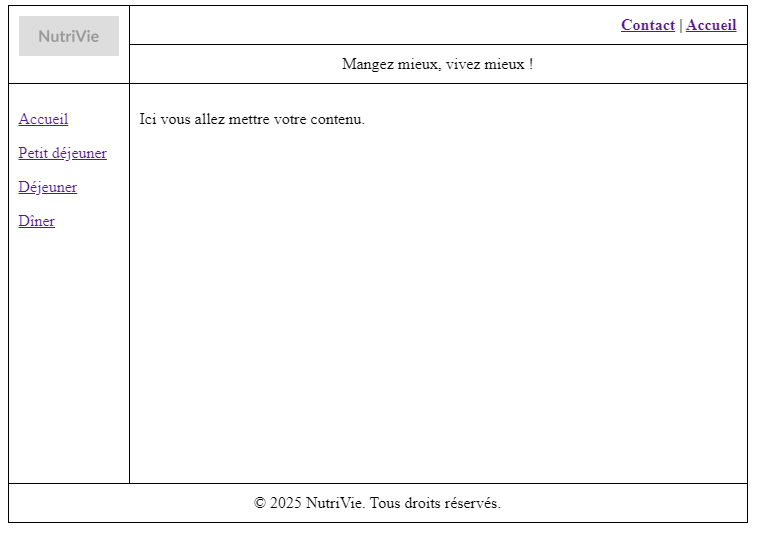 NutriVie
Contact | Accueil
Mangez mieux, vivez mieux !
Accueil
Petit déjeuner
Déjeuner
Dîner
Ici vous allez mettre votre contenu.
© 2025 NutriVie. Tous droits réservés.